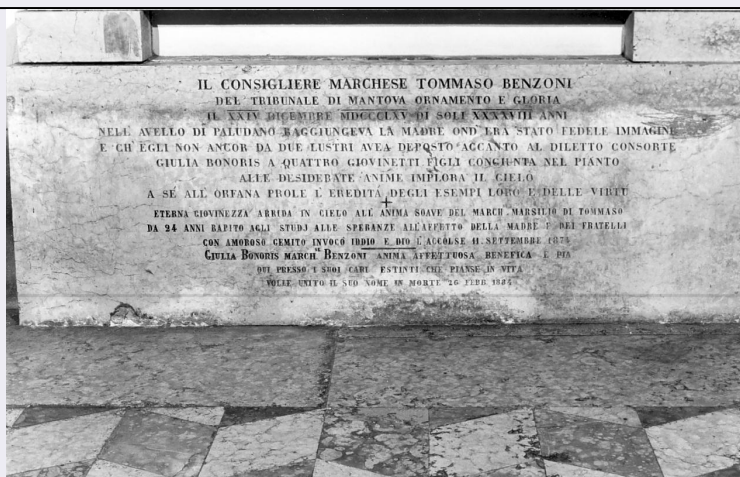 IL CONSIGLIERE MARCHESE TOMMASO BENZONI
DEL TRIBUNALE DI MANTOVA ORNAMENTO E GLORIA
IL XXIV DICEMBRE MDCCCLXV DI SOLI XXXXVIII ANNI
NELL'AVELLO DI PALUDANO RAGGIUNGEVA LA MADRE OND'ERA STATO FEDELE IMMAGINE
E CH'EGLI NON ANCOR DA DUE LUSTRI AVEA DEPOSTO ACCANTO AL DILETTO CONSORTE
GIULIA BONORIS A QUATTRO GIOVINETTI FIGLI CONGIUNTA NEL PIANTO
ALLE DESIDERATE ANIME IMPLORA IL CIELO
A SÈ ALL'ORFANA PROLE L'EREDITÀ DEGLI ESEMPI LORO E DELLE VIRTU
+
ETERNA GIOVINEZZA ARRIDA IN CIELO ALL'ANIMA SOAVE DEL MARCH. MARSILIO DI TOMMASO
DA 24 ANNI RAPITO AGLI STUDJ ALLE SPERANZE ALL'AFFETTO DELLA MADRE E DEI FRATELLI
CON AMOROSO GEMITO INVOCÒ IDDIO E DIO L'ACCOLSE 11 SETTEMBRE 1874
GIULIA BONORIS MARCH.SE BENZONI ANIMA AFFETTUOSA BENEFICA E PIA
QUI PRESSO I SUOI CARI ESTINTI CHE PIANSE IN VITA
VOLLE UNITO IL SUO NOME IN MORTE 26 FEBB. 1884